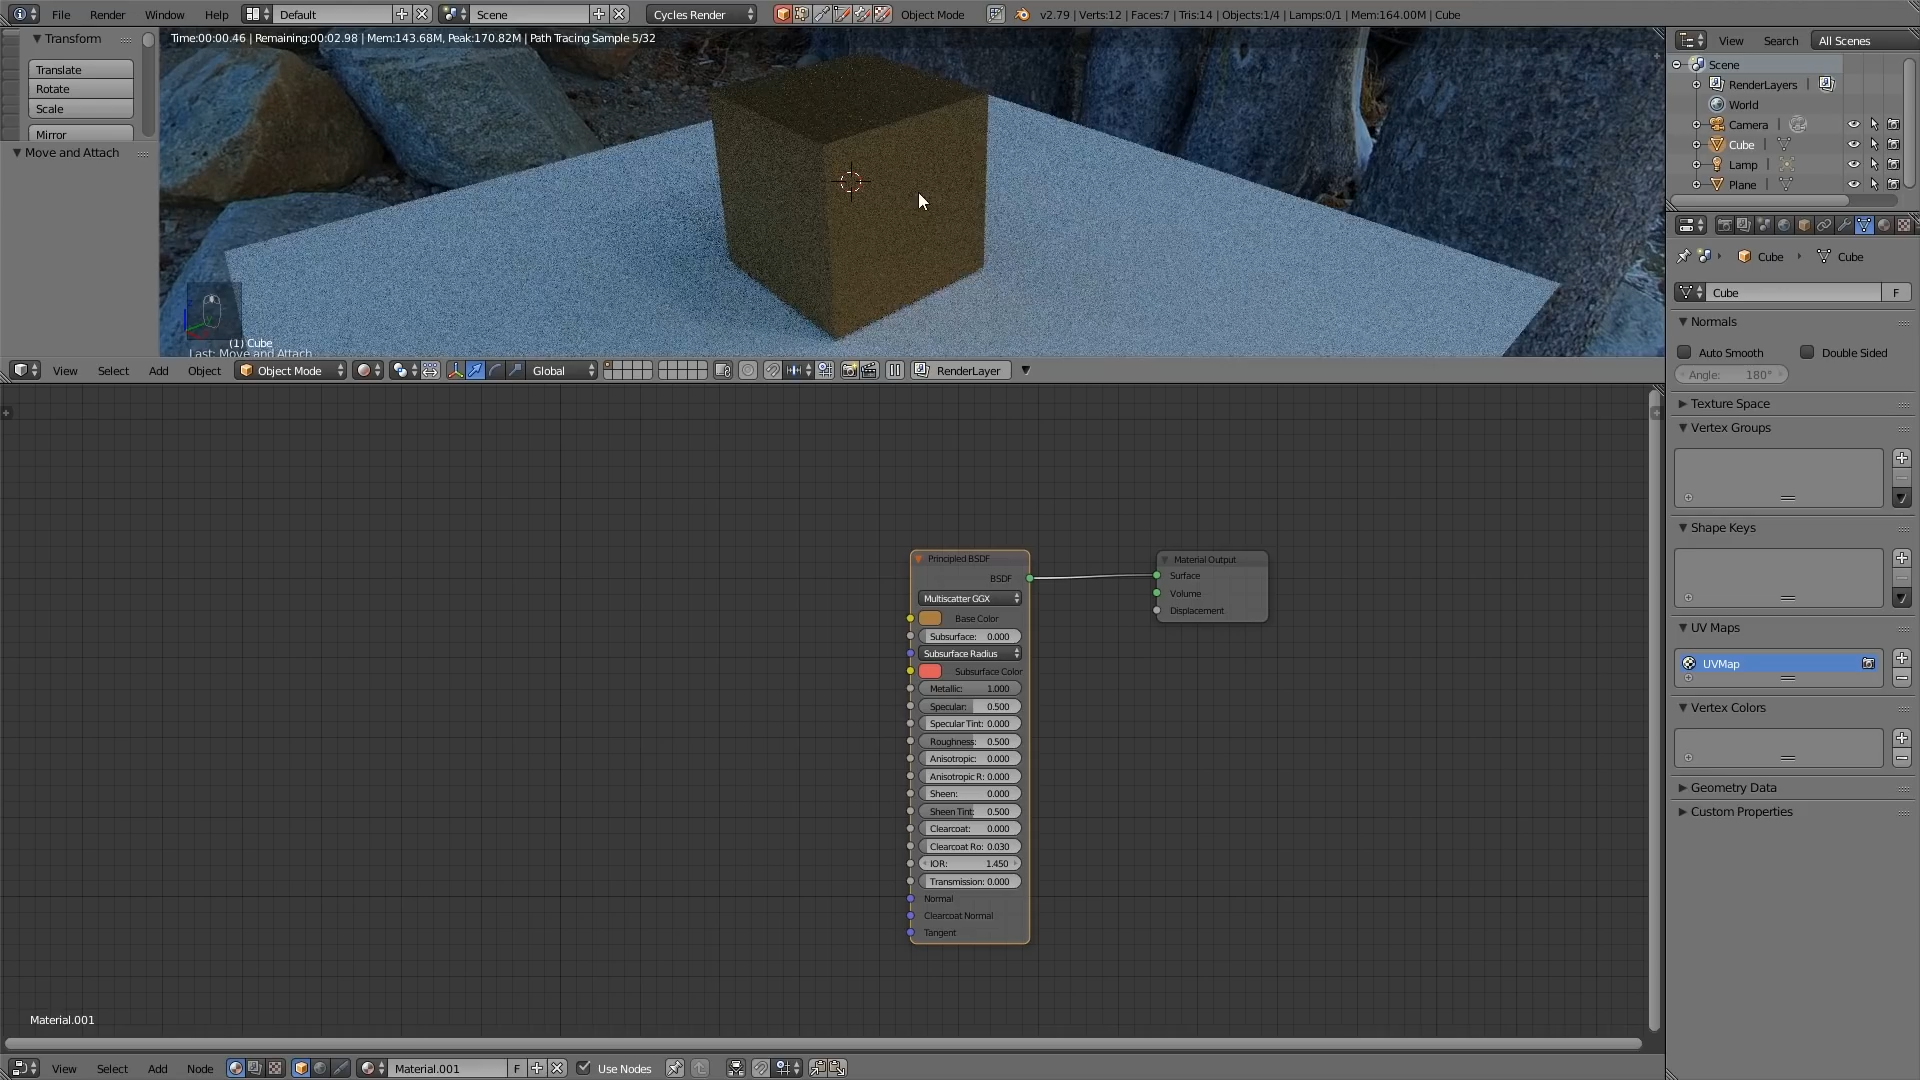 File Render Window Help Default Scene Cycles Render Object Mode v2.79 | Verts:12 | Faces:7 | Tris:14 | Objects:1/4 | Lamps:0/1 | Mem:164.00M | Cube
Time:00:00.46 | Remaining:00:02.98 | Mem:143.68M, Peak:170.82M | Path Tracing Sample 5/32
Transform
Translate
Rotate
Scale
Mirror
Move and Attach
(1) Cube
Last: Move and Attach
View Select Add Object Object Mode Global RenderLayer
View Search All Scenes
Scene
RenderLayers
World
Camera
Cube
Lamp
Plane
Cube Cube
Cube F
Normals
Auto Smooth Double Sided
Angle: 180°
Texture Space
Vertex Groups
Shape Keys
UV Maps
UVMap
Vertex Colors
Geometry Data
Custom Properties
Principled BSDF
BSDF
Multiscatter GGX
Base Color
Subsurface: 0.000
Subsurface Radius
Subsurface Color
Metallic: 1.000
Specular: 0.500
Specular Tint: 0.000
Roughness: 0.500
Anisotropic: 0.000
Anisotropic R: 0.000
Sheen: 0.000
Sheen Tint: 0.500
Clearcoat: 0.000
Clearcoat Ro: 0.030
IOR: 1.450
Transmission: 0.000
Normal
Clearcoat Normal
Tangent
Material Output
Surface
Volume
Displacement
Material.001
View Select Add Node Material.001 F Use Nodes